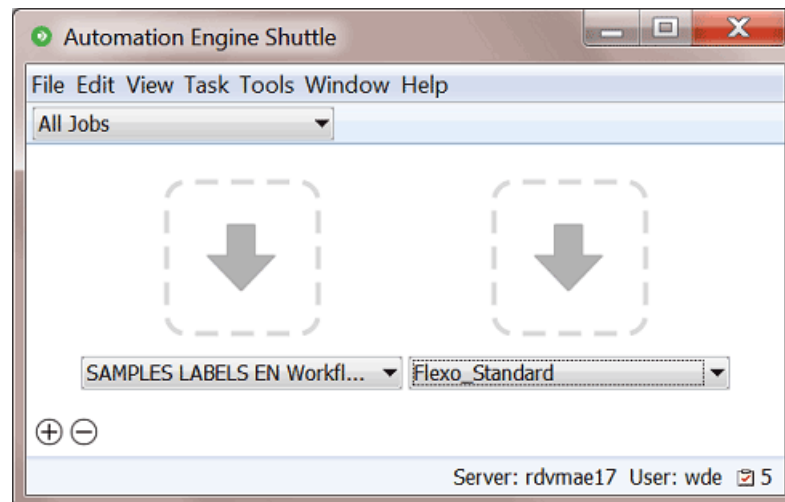 Automation Engine Shuttle
File Edit View Task Tools Window Help
All Jobs
SAMPLES LABELS EN Workfl... Flexo_Standard
Server: rdvmae17 User: wde 5